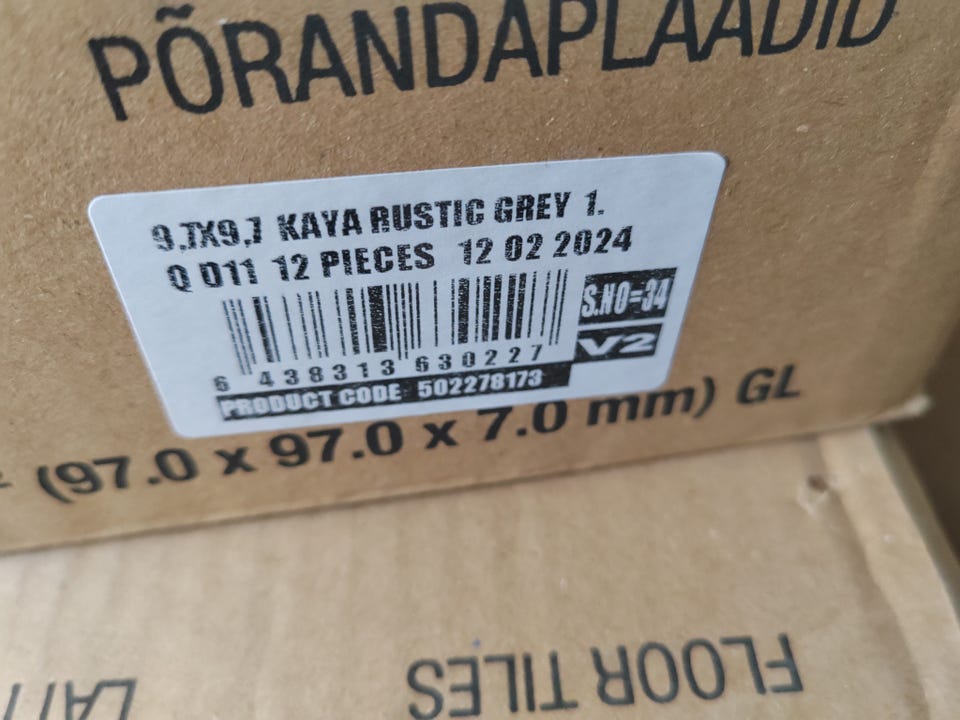 PÕRANDAPLAADID
9,7X9,7 KAYA RUSTIC GREY 1.
Q D11 12 PIECES 12 02 2024
S.NO=34
V2
6 438313 630227
PRODUCT CODE 502278173
(97.0 x 97.0 x 7.0 mm) GL
FLOOR TILES